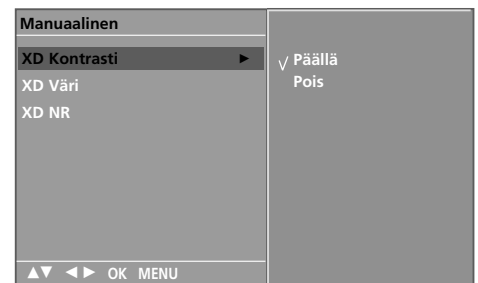 Manuaalinen
XD Kontrasti ►
XD Väri
XD NR
√ Päällä
Pois
▲▼ ◄► OK MENU